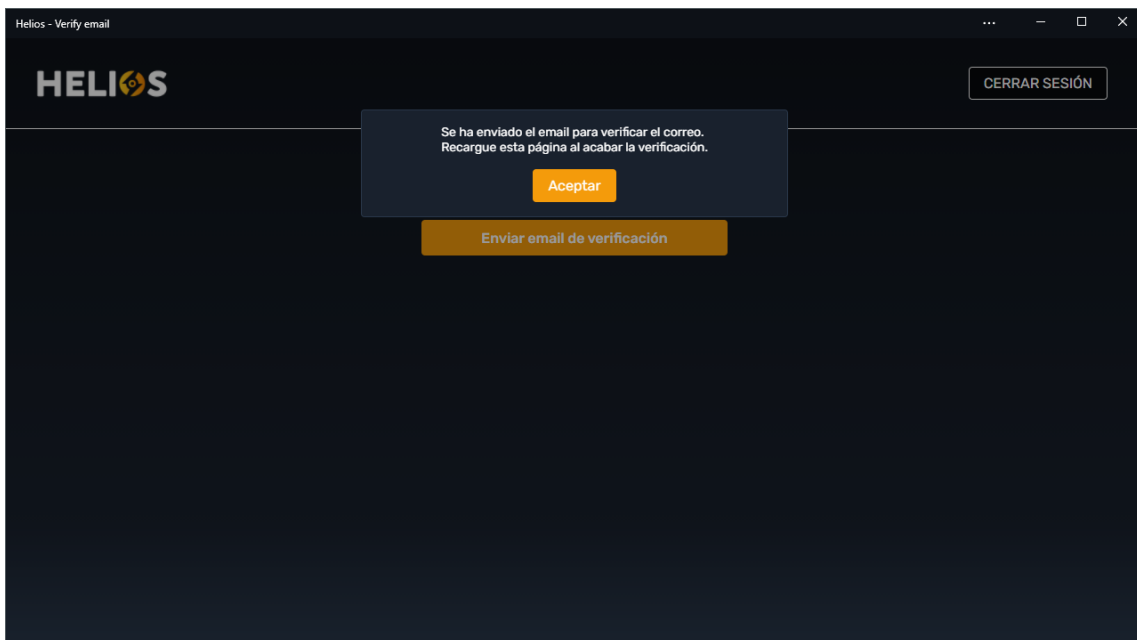 Helios - Verify email
HELIOS
CERRAR SESIÓN
Se ha enviado el email para verificar el correo.
Recargue esta página al acabar la verificación.
Aceptar
Enviar email de verificación